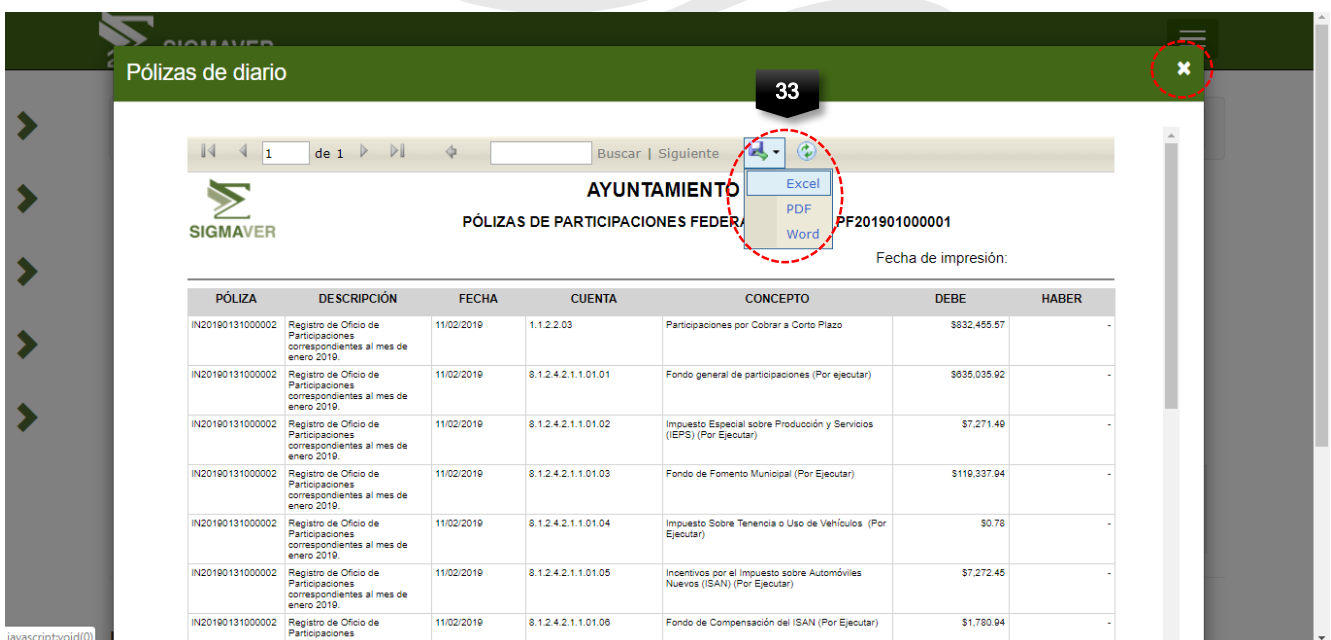 SIGMAVER
Pólizas de diario
33
1 de 1 Buscar | Siguiente
Excel
PDF
Word
SIGMAVER
AYUNTAMIENTO
PÓLIZAS DE PARTICIPACIONES FEDERA PF201901000001
Fecha de impresión:
PÓLIZA DESCRIPCIÓN FECHA CUENTA CONCEPTO DEBE HABER
IN20190131000002 Registro de Oficio de 11/02/2019 1.1.2.2.03 Participaciones por Cobrar a Corto Plazo $832,455.57 -
Participaciones
correspondientes al mes de
enero 2019.
IN20190131000002 Registro de Oficio de 11/02/2019 8.1.2.4.2.1.1.01.01 Fondo general de participaciones (Por ejecutar) $635,035.92 -
Participaciones
correspondientes al mes de
enero 2019.
IN20190131000002 Registro de Oficio de 11/02/2019 8.1.2.4.2.1.1.01.02 Impuesto Especial sobre Producción y Servicios $7,271.49 -
Participaciones (IEPS) (Por Ejecutar)
correspondientes al mes de
enero 2019.
IN20190131000002 Registro de Oficio de 11/02/2019 8.1.2.4.2.1.1.01.03 Fondo de Fomento Municipal (Por Ejecutar) $119,337.94 -
Participaciones
correspondientes al mes de
enero 2019.
IN20190131000002 Registro de Oficio de 11/02/2019 8.1.2.4.2.1.1.01.04 Impuesto Sobre Tenencia o Uso de Vehículos (Por $0.78 -
Participaciones Ejecutar)
correspondientes al mes de
enero 2019.
IN20190131000002 Registro de Oficio de 11/02/2019 8.1.2.4.2.1.1.01.05 Incentivos por el Impuesto sobre Automóviles $7,272.45 -
Participaciones Nuevos (ISAN) (Por Ejecutar)
correspondientes al mes de
enero 2019.
IN20190131000002 Registro de Oficio de 11/02/2019 8.1.2.4.2.1.1.01.06 Fondo de Compensación del ISAN (Por Ejecutar) $1,780.94 -
Participaciones
javascript:void(0)